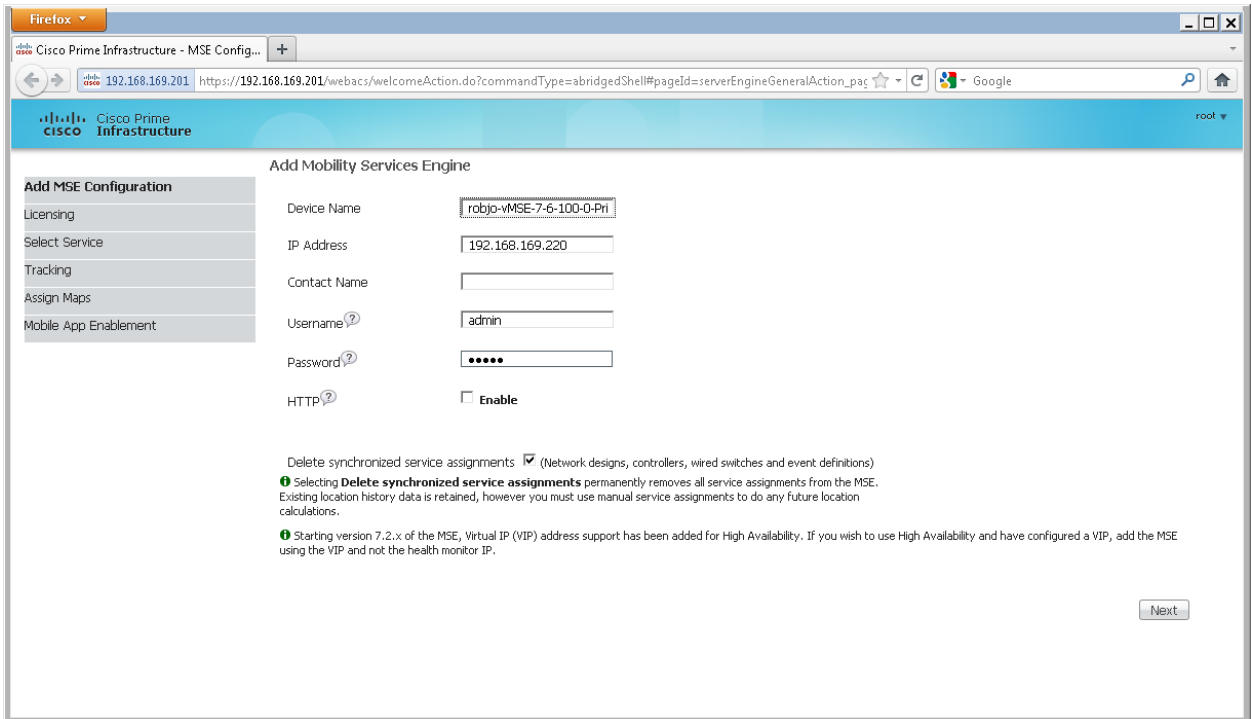 Firefox
Cisco Prime Infrastructure - MSE Config...
192.168.169.201 https://192.168.169.201/webacs/welcomeAction.do?commandType=abridgedShell#pageId=serverEngineGeneralAction_pac
Google
cisco Cisco Prime
Infrastructure
root
Add Mobility Services Engine
Add MSE Configuration
Licensing
Select Service
Tracking
Assign Maps
Mobile App Enablement
Device Name robjo-vMSE-7-6-100-0-Pri
IP Address 192.168.169.220
Contact Name
Username ? admin
Password ? •••••
HTTP ? Enable
Delete synchronized service assignments (Network designs, controllers, wired switches and event definitions)
Selecting Delete synchronized service assignments permanently removes all service assignments from the MSE.
Existing location history data is retained, however you must use manual service assignments to do any future location
calculations.
Starting version 7.2.x of the MSE, Virtual IP (VIP) address support has been added for High Availability. If you wish to use High Availability and have configured a VIP, add the MSE
using the VIP and not the health monitor IP.
Next